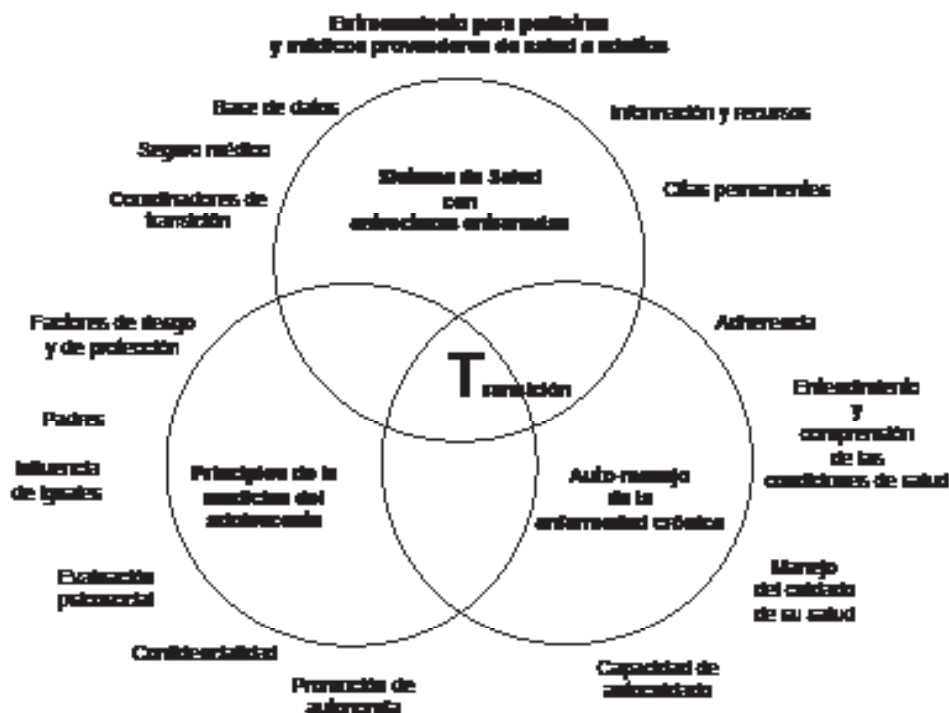 Entrenamiento para pediatras
y médicos proveedores de salud a adultos
Base de datos
Información y recursos
Seguro médico
Sistema de Salud
con
Citas permanentes
Coordinadores de
transición
Factores de riesgo
y de protección
Adherencia
Transición
Entendimiento
y
comprensión
de las
condiciones de salud
Padres
Influencia
de iguales
Principios de la
medicina del
adolescente
Auto-manejo
de la
enfermedad crónica
Evaluación
psicosocial
Manejo
del cuidado
de su salud
Confidencialidad
Capacidad de
autocuidado
Promoción de
autonomía